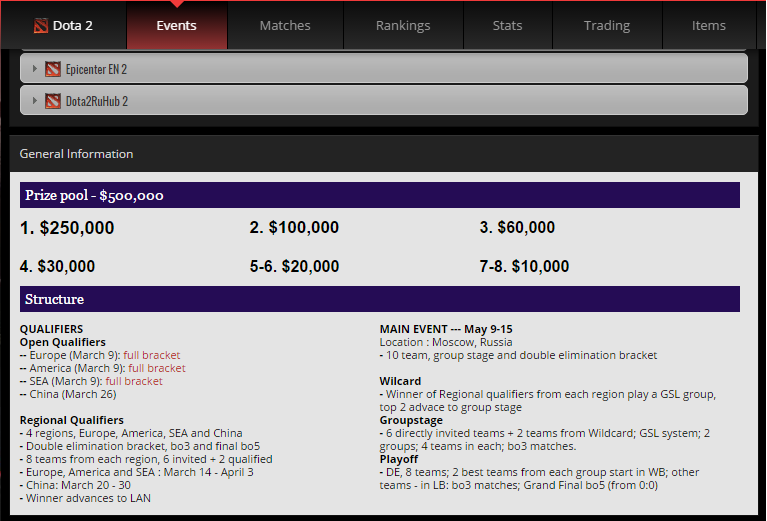 Dota 2 Events Matches Rankings Stats Trading Items
Epicenter EN 2
Dota2RuHub 2
General Information
Prize pool - $500,000
1. $250,000 2. $100,000 3. $60,000
4. $30,000 5-6. $20,000 7-8. $10,000
Structure
QUALIFIERS
Open Qualifiers
-- Europe (March 9): full bracket
-- America (March 9): full bracket
-- SEA (March 9): full bracket
-- China (March 26)
Regional Qualifiers
- 4 regions, Europe, America, SEA and China
- Double elimination bracket, bo3 and final bo5
- 8 teams from each region, 6 invited + 2 qualified
- Europe, America and SEA : March 14 - April 3
- China: March 20 - 30
- Winner advances to LAN
MAIN EVENT --- May 9-15
Location : Moscow, Russia
- 10 team, group stage and double elimination bracket
Wilcard
- Winner of Regional qualifiers from each region play a GSL group,
top 2 advace to group stage
Groupstage
- 6 directly invited teams + 2 teams from Wildcard; GSL system; 2
groups; 4 teams in each; bo3 matches.
Playoff
- DE, 8 teams; 2 best teams from each group start in WB; other
teams - in LB: bo3 matches; Grand Final bo5 (from 0:0)